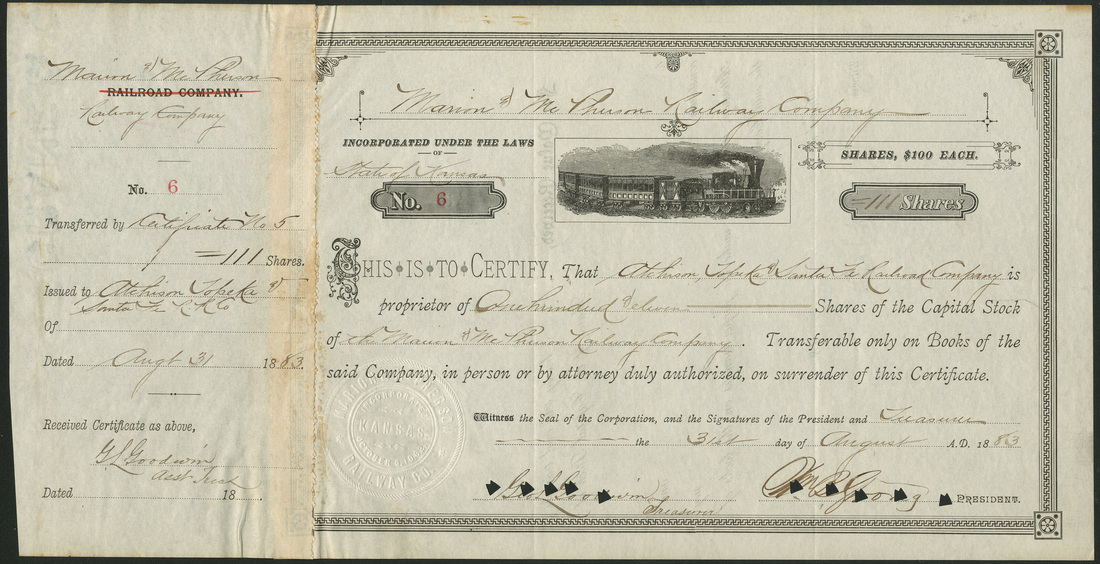 Marion & McPherson
RAILROAD COMPANY.
Railway Company
No. 6
Transferred by Certificate No 5
=111 Shares.
Issued to Atchison Topeka &
Santa Fe R.R.Co
Of
Dated Augt 31 1883.
Received Certificate as above,
G L Goodwin
Asst Treas
Dated 18
Marion & McPherson Railway Company
INCORPORATED UNDER THE LAWS
OF
State of Kansas
No. 6
SHARES, $100 EACH.
=111 Shares
THIS IS TO CERTIFY, That Atchison, Topeka & Santa Fe Railroad Company is
proprietor of One hundred & eleven Shares of the Capital Stock
of the Marion & McPherson Railway Company. Transferable only on Books of the
said Company, in person or by attorney duly authorized, on surrender of this Certificate.
Witness the Seal of the Corporation, and the Signatures of the President and Treasurer
the 31st day of August A.D. 1883
KANSAS
RAILWAY CO.
Geo L Goodwin
Treasurer
PRESIDENT.